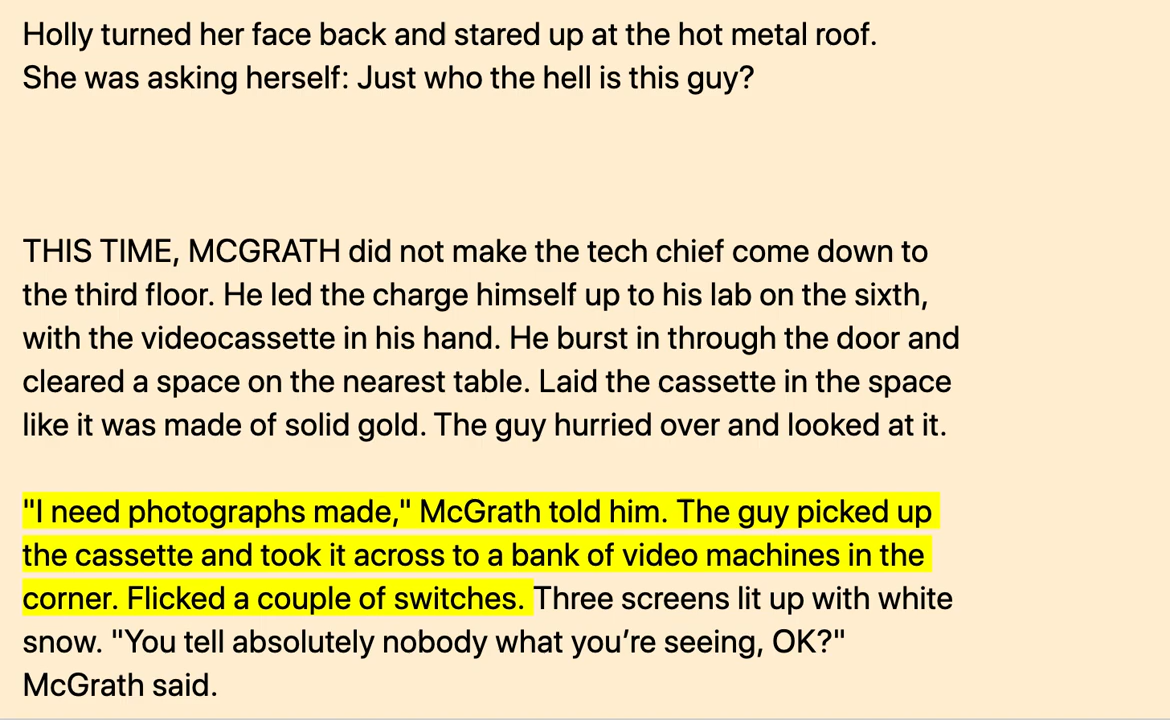 Holly turned her face back and stared up at the hot metal roof.
She was asking herself: Just who the hell is this guy?
THIS TIME, MCGRATH did not make the tech chief come down to
the third floor. He led the charge himself up to his lab on the sixth,
with the videocassette in his hand. He burst in through the door and
cleared a space on the nearest table. Laid the cassette in the space
like it was made of solid gold. The guy hurried over and looked at it.
"I need photographs made," McGrath told him. The guy picked up
the cassette and took it across to a bank of video machines in the
corner. Flicked a couple of switches. Three screens lit up with white
snow. "You tell absolutely nobody what you’re seeing, OK?"
McGrath said.